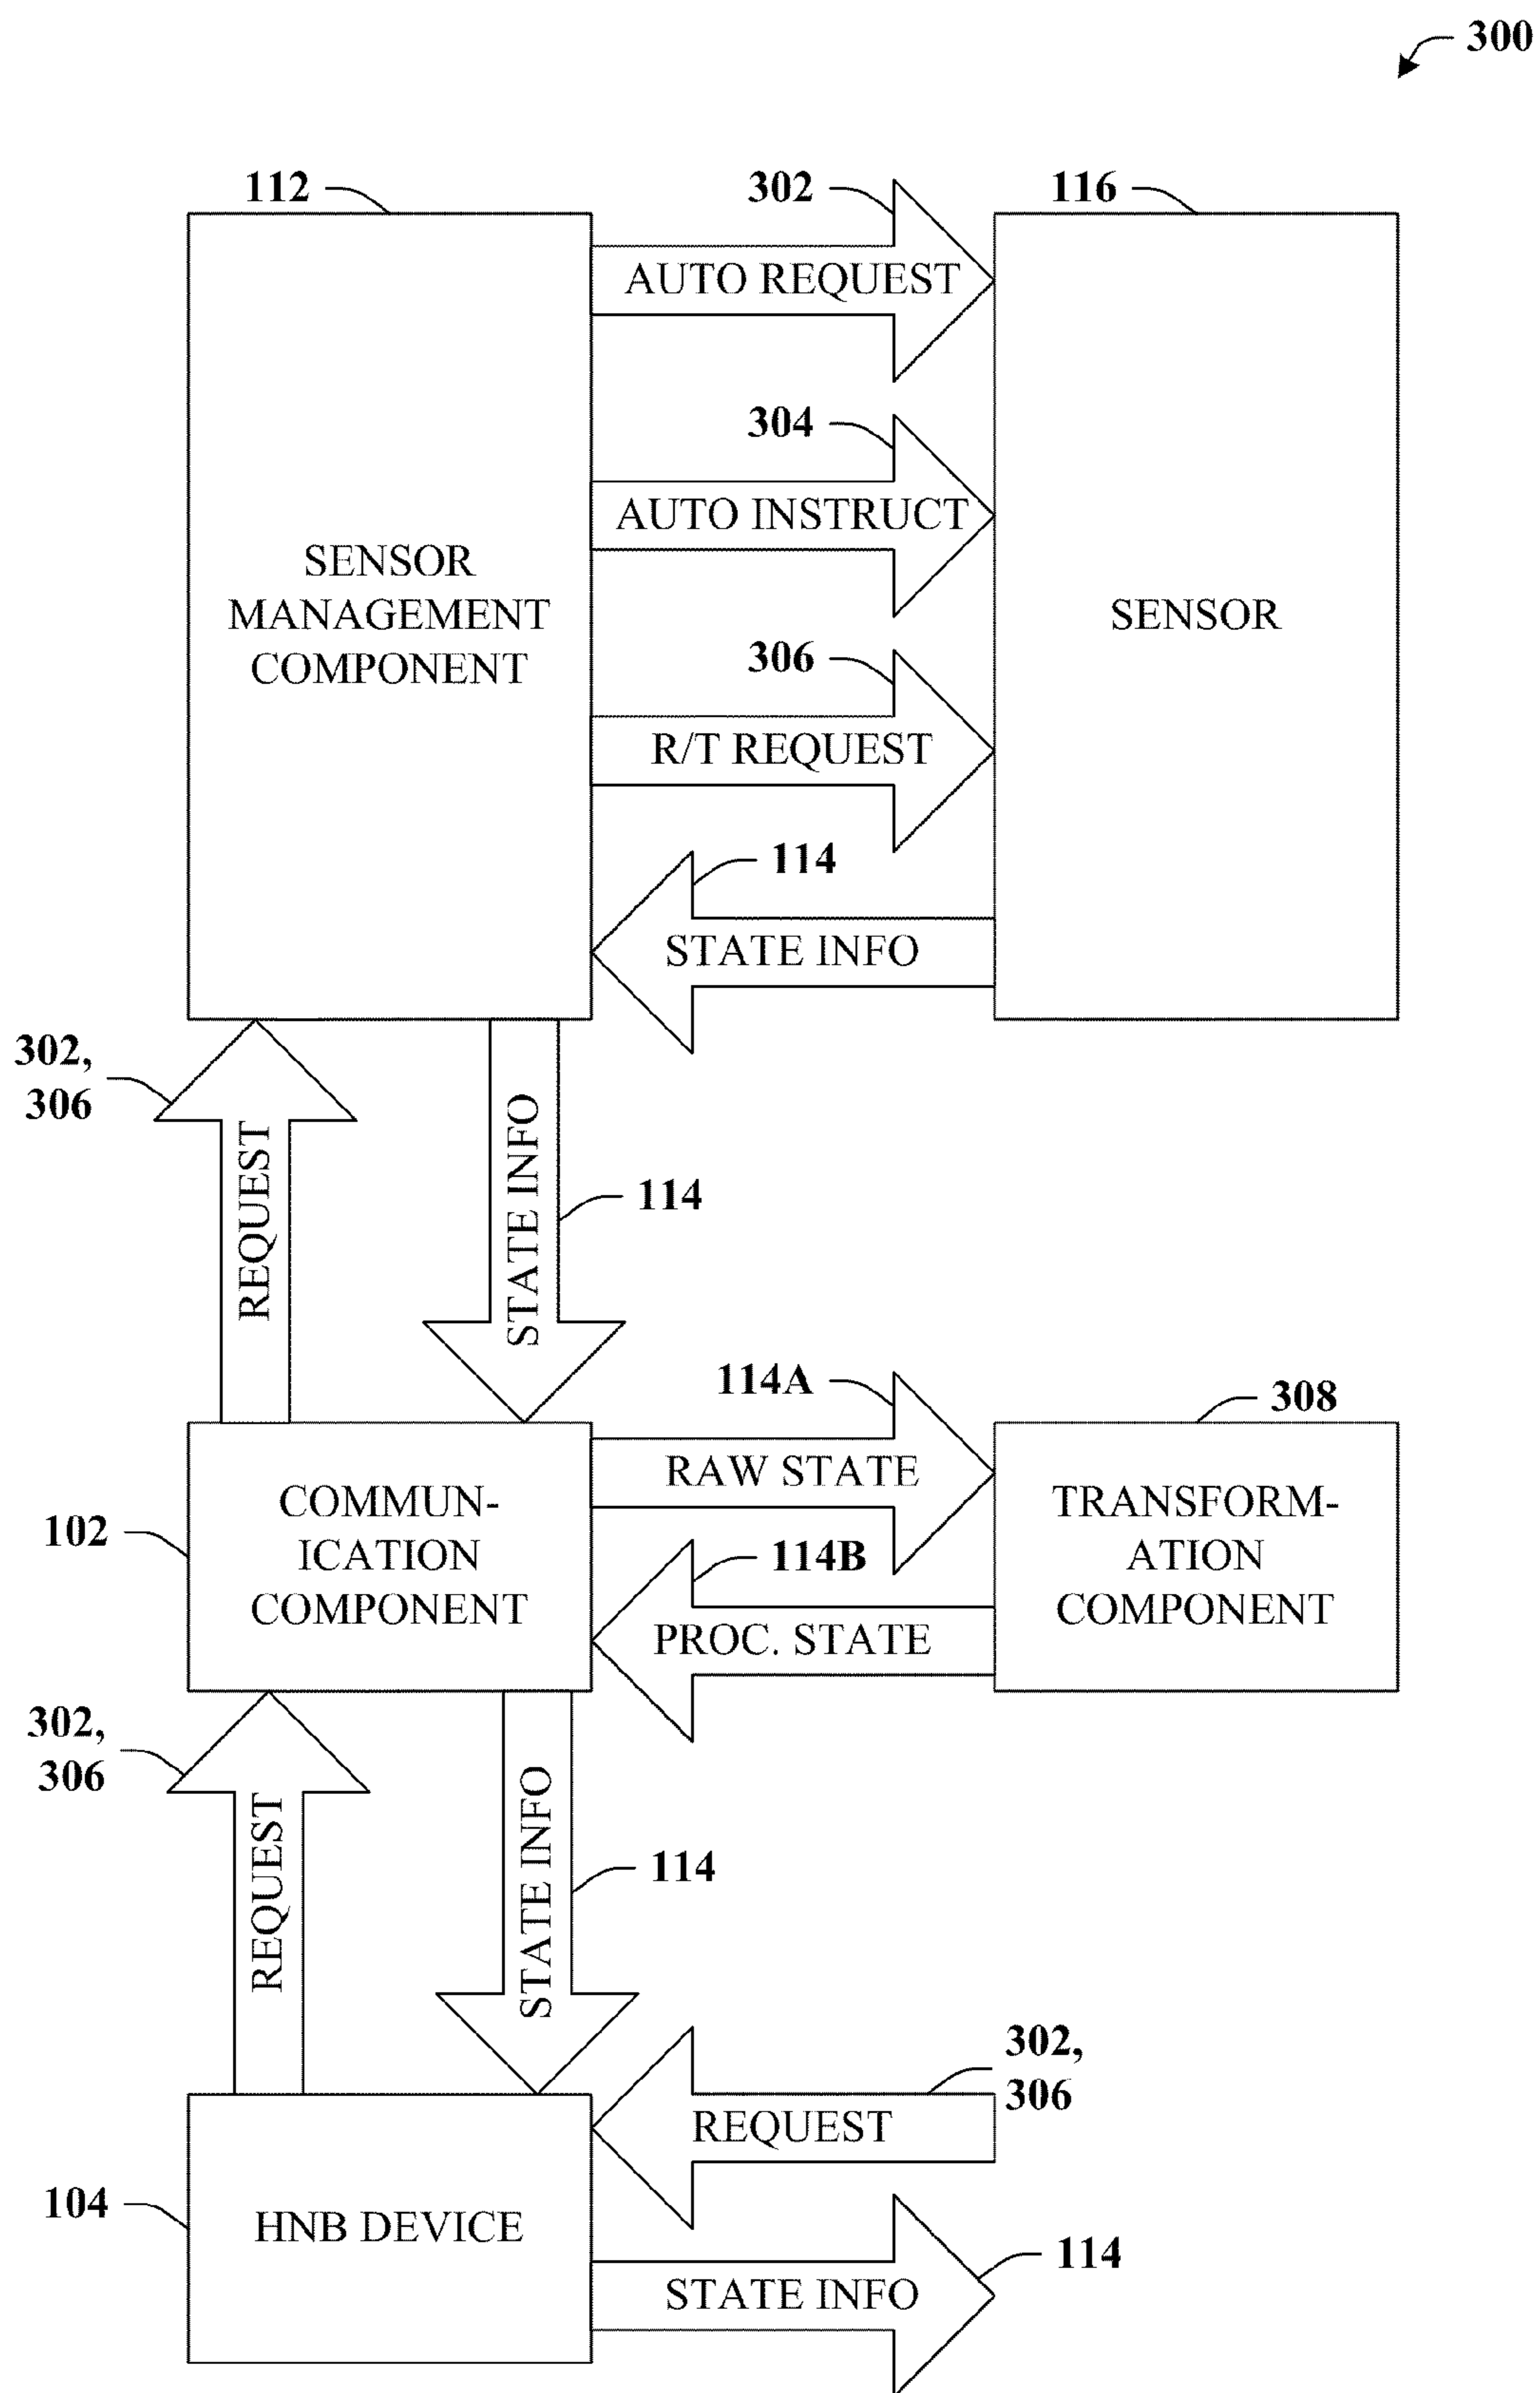 300
112
302
116
AUTO REQUEST
304
AUTO INSTRUCT
SENSOR
MANAGEMENT
COMPONENT
SENSOR
306
R/T REQUEST
114
STATE INFO
302,
306
REQUEST
STATE INFO
114
114A
308
RAW STATE
COMMUN-
ICATION
COMPONENT
TRANSFORM-
ATION
COMPONENT
102
114B
PROC. STATE
302,
306
REQUEST
STATE INFO
114
302,
306
REQUEST
104
HNB DEVICE
114
STATE INFO